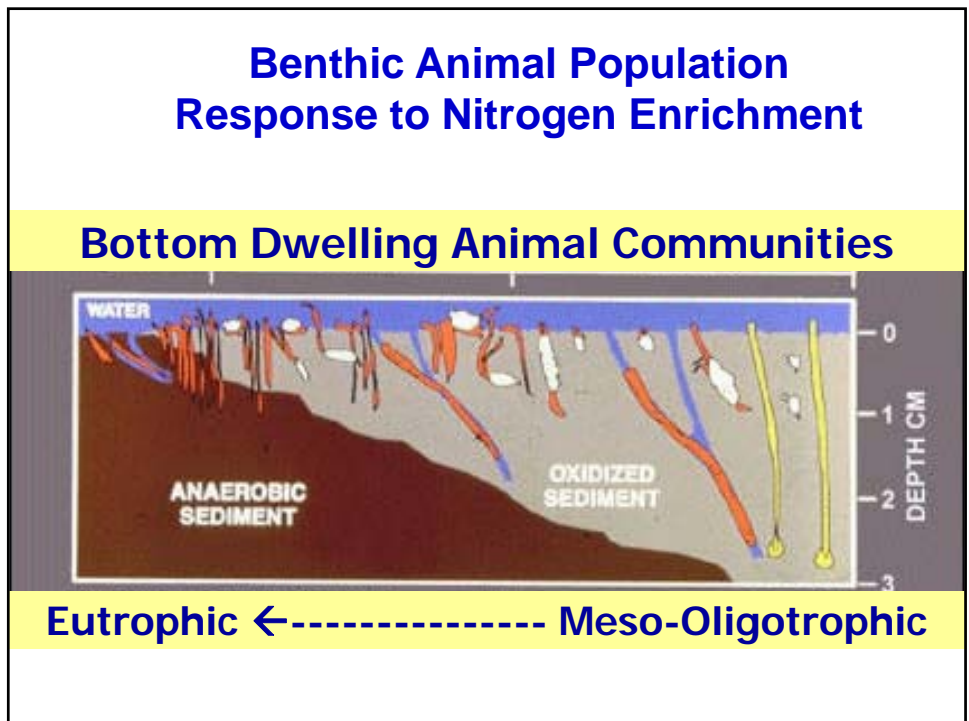 Benthic Animal Population
Response to Nitrogen Enrichment
Bottom Dwelling Animal Communities
WATER
0
1
2
3
DEPTH CM
ANAEROBIC
SEDIMENT
OXIDIZED
SEDIMENT
Eutrophic ←--------------- Meso-Oligotrophic